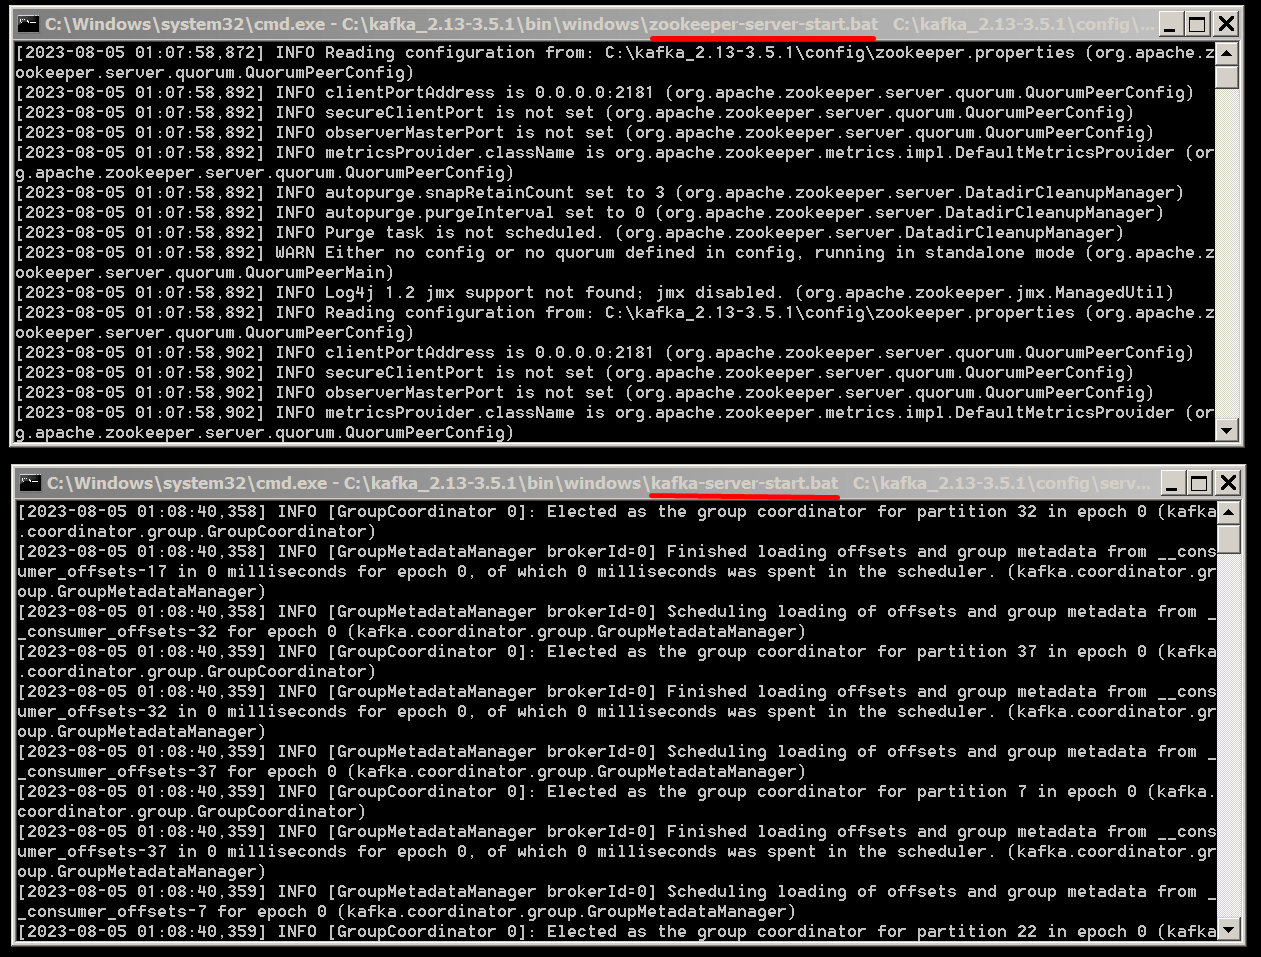 C:\Windows\system32\cmd.exe - C:\kafka_2.13-3.5.1\bin\windows\zookeeper-server-start.bat  C:\kafka_2.13-3.5.1\config\...
[2023-08-05 01:07:58,872] INFO Reading configuration from: C:\kafka_2.13-3.5.1\config\zookeeper.properties (org.apache.z
ookeeper.server.quorum.QuorumPeerConfig)
[2023-08-05 01:07:58,892] INFO clientPortAddress is 0.0.0.0:2181 (org.apache.zookeeper.server.quorum.QuorumPeerConfig)
[2023-08-05 01:07:58,892] INFO secureClientPort is not set (org.apache.zookeeper.server.quorum.QuorumPeerConfig)
[2023-08-05 01:07:58,892] INFO observerMasterPort is not set (org.apache.zookeeper.server.quorum.QuorumPeerConfig)
[2023-08-05 01:07:58,892] INFO metricsProvider.className is org.apache.zookeeper.metrics.impl.DefaultMetricsProvider (or
g.apache.zookeeper.server.quorum.QuorumPeerConfig)
[2023-08-05 01:07:58,892] INFO autopurge.snapRetainCount set to 3 (org.apache.zookeeper.server.DatadirCleanupManager)
[2023-08-05 01:07:58,892] INFO autopurge.purgeInterval set to 0 (org.apache.zookeeper.server.DatadirCleanupManager)
[2023-08-05 01:07:58,892] INFO Purge task is not scheduled. (org.apache.zookeeper.server.DatadirCleanupManager)
[2023-08-05 01:07:58,892] WARN Either no config or no quorum defined in config, running in standalone mode (org.apache.z
ookeeper.server.quorum.QuorumPeerMain)
[2023-08-05 01:07:58,892] INFO Log4j 1.2 jmx support not found; jmx disabled. (org.apache.zookeeper.jmx.ManagedUtil)
[2023-08-05 01:07:58,892] INFO Reading configuration from: C:\kafka_2.13-3.5.1\config\zookeeper.properties (org.apache.z
ookeeper.server.quorum.QuorumPeerConfig)
[2023-08-05 01:07:58,902] INFO clientPortAddress is 0.0.0.0:2181 (org.apache.zookeeper.server.quorum.QuorumPeerConfig)
[2023-08-05 01:07:58,902] INFO secureClientPort is not set (org.apache.zookeeper.server.quorum.QuorumPeerConfig)
[2023-08-05 01:07:58,902] INFO observerMasterPort is not set (org.apache.zookeeper.server.quorum.QuorumPeerConfig)
[2023-08-05 01:07:58,902] INFO metricsProvider.className is org.apache.zookeeper.metrics.impl.DefaultMetricsProvider (or
g.apache.zookeeper.server.quorum.QuorumPeerConfig)
C:\Windows\system32\cmd.exe - C:\kafka_2.13-3.5.1\bin\windows\kafka-server-start.bat  C:\kafka_2.13-3.5.1\config\serv...
[2023-08-05 01:08:40,358] INFO [GroupCoordinator 0]: Elected as the group coordinator for partition 32 in epoch 0 (kafka
.coordinator.group.GroupCoordinator)
[2023-08-05 01:08:40,358] INFO [GroupMetadataManager brokerId=0] Finished loading offsets and group metadata from __cons
umer_offsets-17 in 0 milliseconds for epoch 0, of which 0 milliseconds was spent in the scheduler. (kafka.coordinator.gr
oup.GroupMetadataManager)
[2023-08-05 01:08:40,358] INFO [GroupMetadataManager brokerId=0] Scheduling loading of offsets and group metadata from _
_consumer_offsets-32 for epoch 0 (kafka.coordinator.group.GroupMetadataManager)
[2023-08-05 01:08:40,359] INFO [GroupCoordinator 0]: Elected as the group coordinator for partition 37 in epoch 0 (kafka
.coordinator.group.GroupCoordinator)
[2023-08-05 01:08:40,359] INFO [GroupMetadataManager brokerId=0] Finished loading offsets and group metadata from __cons
umer_offsets-32 in 0 milliseconds for epoch 0, of which 0 milliseconds was spent in the scheduler. (kafka.coordinator.gr
oup.GroupMetadataManager)
[2023-08-05 01:08:40,359] INFO [GroupMetadataManager brokerId=0] Scheduling loading of offsets and group metadata from _
_consumer_offsets-37 for epoch 0 (kafka.coordinator.group.GroupMetadataManager)
[2023-08-05 01:08:40,359] INFO [GroupCoordinator 0]: Elected as the group coordinator for partition 7 in epoch 0 (kafka.
coordinator.group.GroupCoordinator)
[2023-08-05 01:08:40,359] INFO [GroupMetadataManager brokerId=0] Finished loading offsets and group metadata from __cons
umer_offsets-37 in 0 milliseconds for epoch 0, of which 0 milliseconds was spent in the scheduler. (kafka.coordinator.gr
oup.GroupMetadataManager)
[2023-08-05 01:08:40,359] INFO [GroupMetadataManager brokerId=0] Scheduling loading of offsets and group metadata from _
_consumer_offsets-7 for epoch 0 (kafka.coordinator.group.GroupMetadataManager)
[2023-08-05 01:08:40,359] INFO [GroupCoordinator 0]: Elected as the group coordinator for partition 22 in epoch 0 (kafka